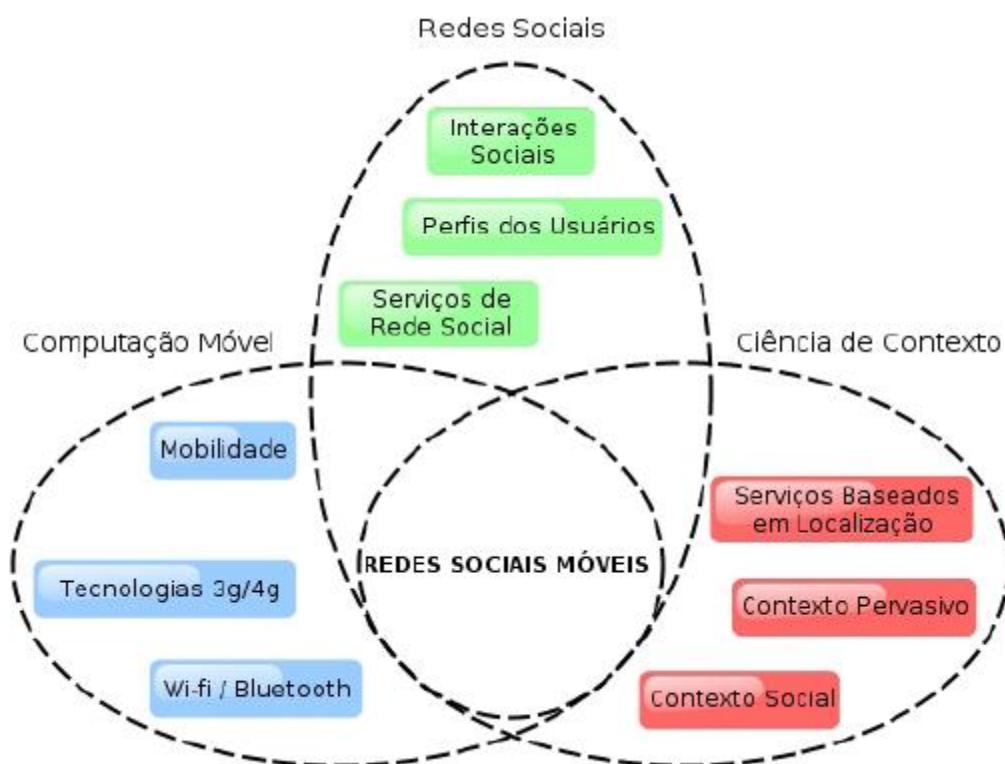 Redes Sociais
Interações
Sociais
Perfis dos Usuários
Serviços de
Rede Social
Computação Móvel
Ciência de Contexto
Mobilidade
Serviços Baseados
em Localização
REDES SOCIAIS MÓVEIS
Tecnologias 3g/4g
Contexto Pervasivo
Wi-fi / Bluetooth
Contexto Social